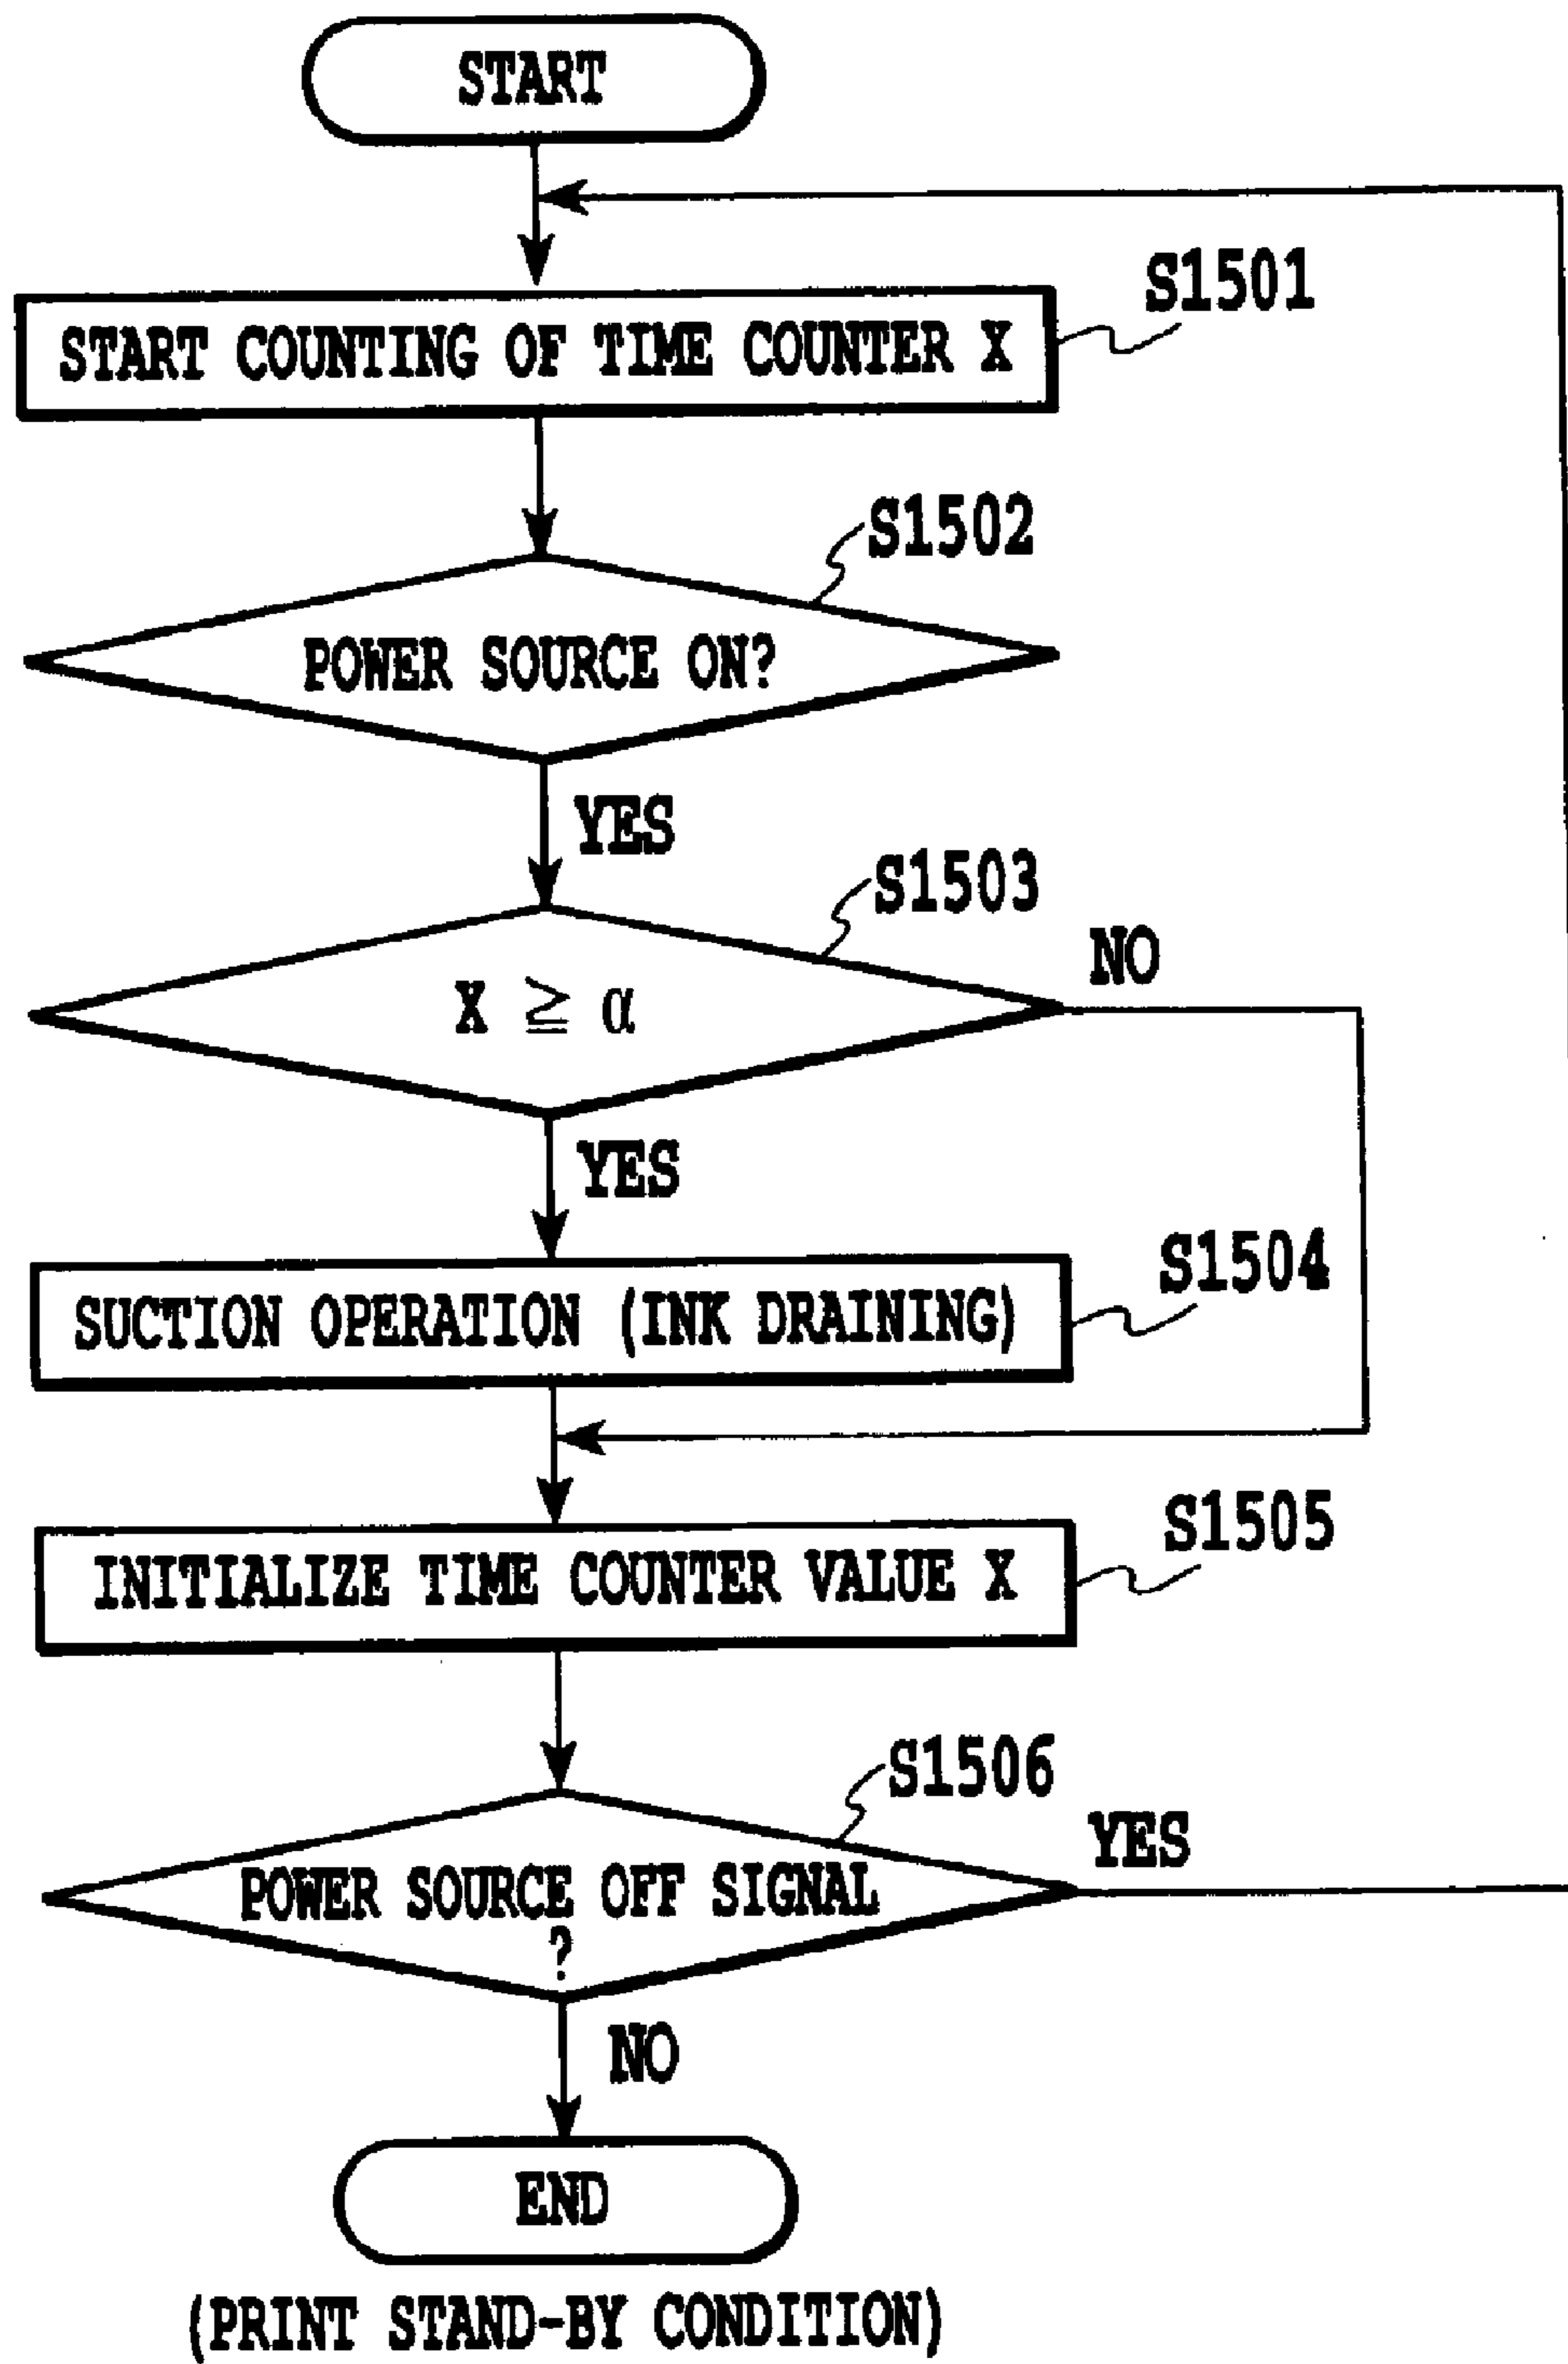 START
S1501
START COUNTING OF TIME COUNTER X
S1502
POWER SOURCE ON?
YES
S1503
NO
X ≧ α
YES
S1504
SUCTION OPERATION (INK DRAINING)
S1505
INITIALIZE TIME COUNTER VALUE X
S1506
YES
POWER SOURCE OFF SIGNAL
?
NO
END
(PRINT STAND-BY CONDITION)